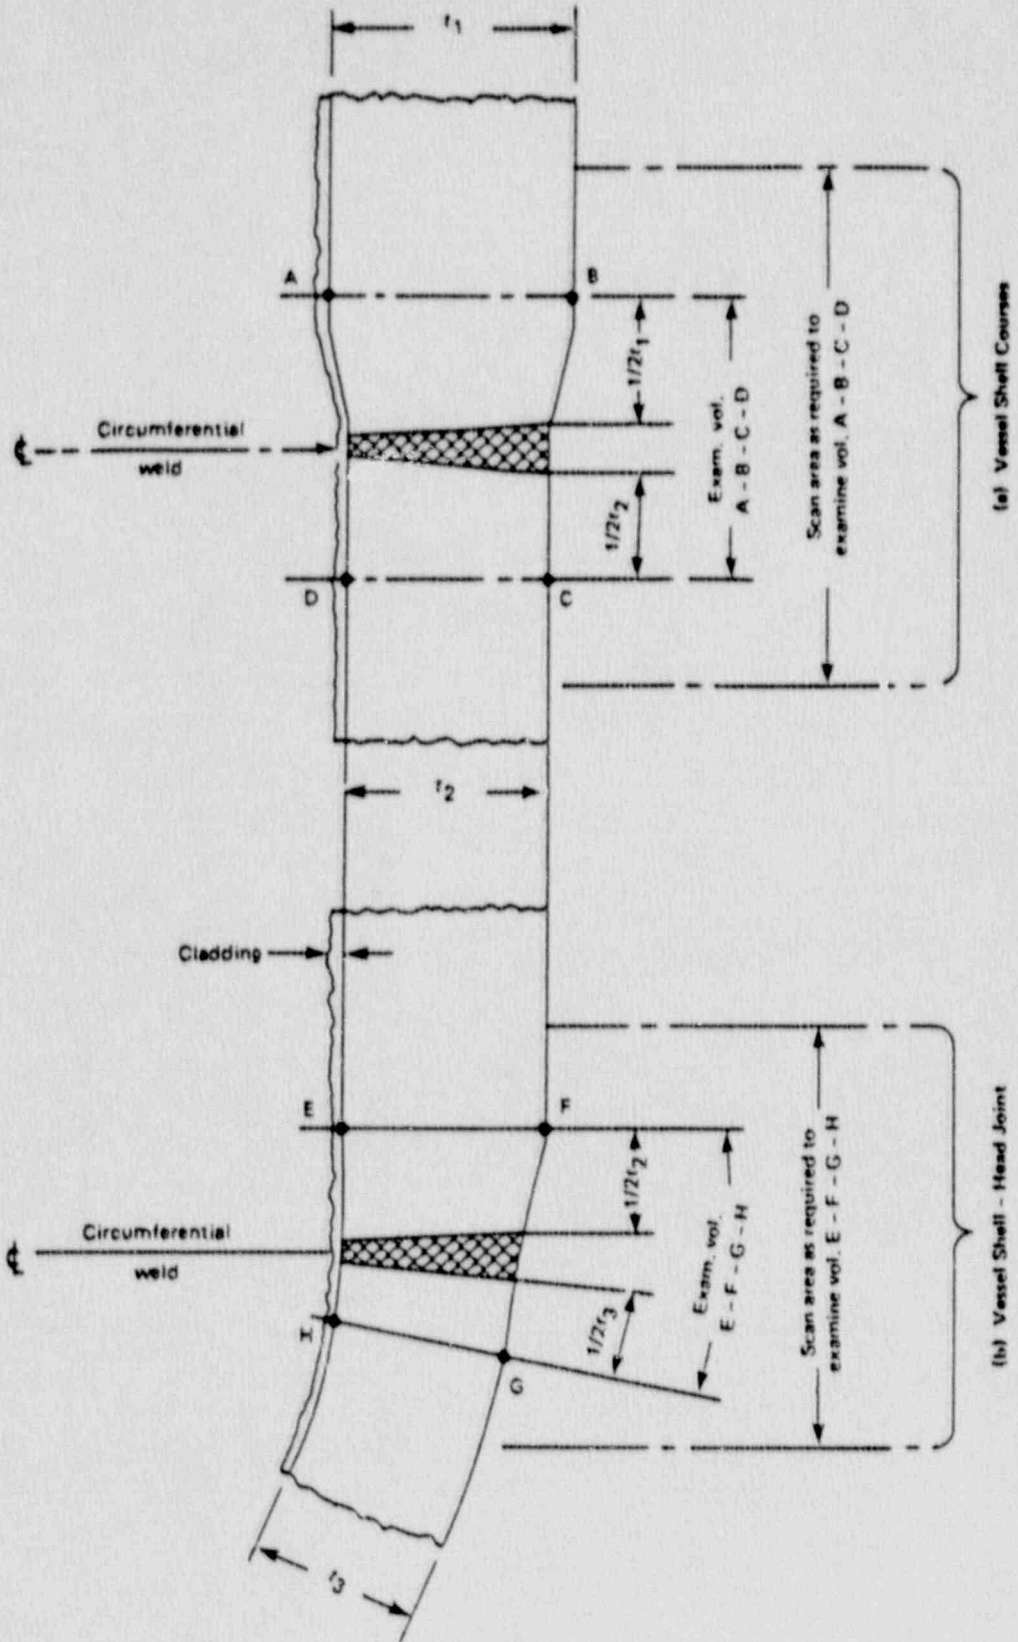 t1
A
B
1/2t1
Circumferential
weld
Exam. vol.
A - B - C - D
Scan area as required to
examine vol. A - B - C - D
1/2t2
D
C
(a) Vessel Shell Courses
t2
Cladding
E
F
1/2t2
Circumferential
weld
Exam. vol.
E - F - G - H
Scan area as required to
examine vol. E - F - G - H
H
1/2t3
G
(b) Vessel Shell - Head Joint
t3